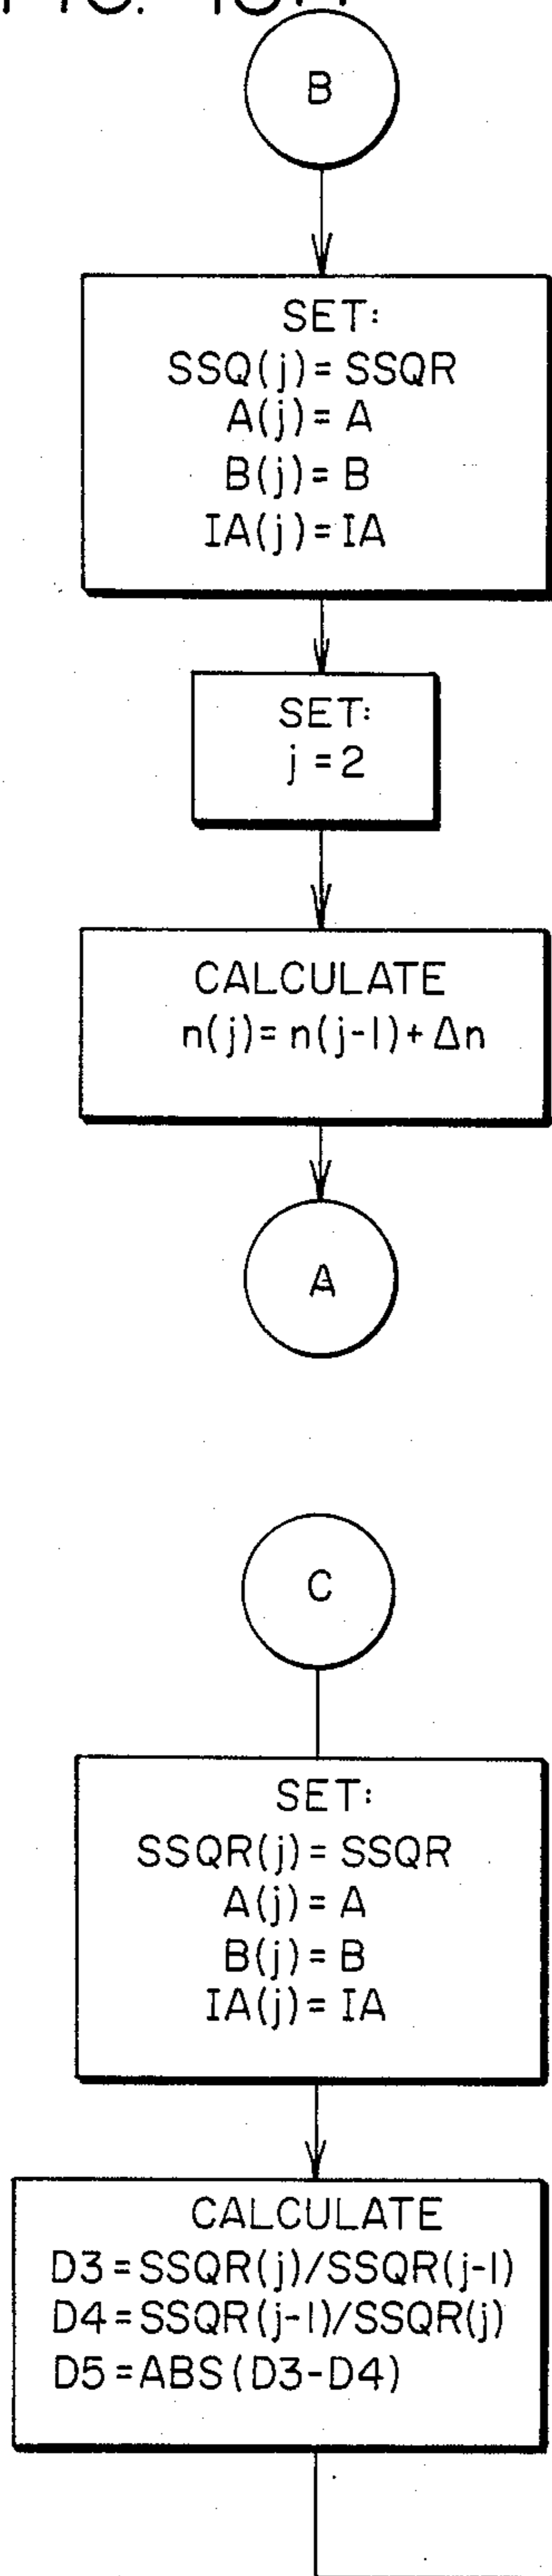 B
SET:
SSQ(j)= SSQR
A(j)= A
B(j)= B
IA(j)= IA
SET:
j = 2
CALCULATE
n(j)= n(j-1)+ Δn
A
C
SET:
SSQR(j)= SSQR
A(j)= A
B(j)= B
IA(j)= IA
CALCULATE
D3=SSQR(j)/SSQR(j-1)
D4=SSQR(j-1)/SSQR(j)
D5=ABS(D3-D4)